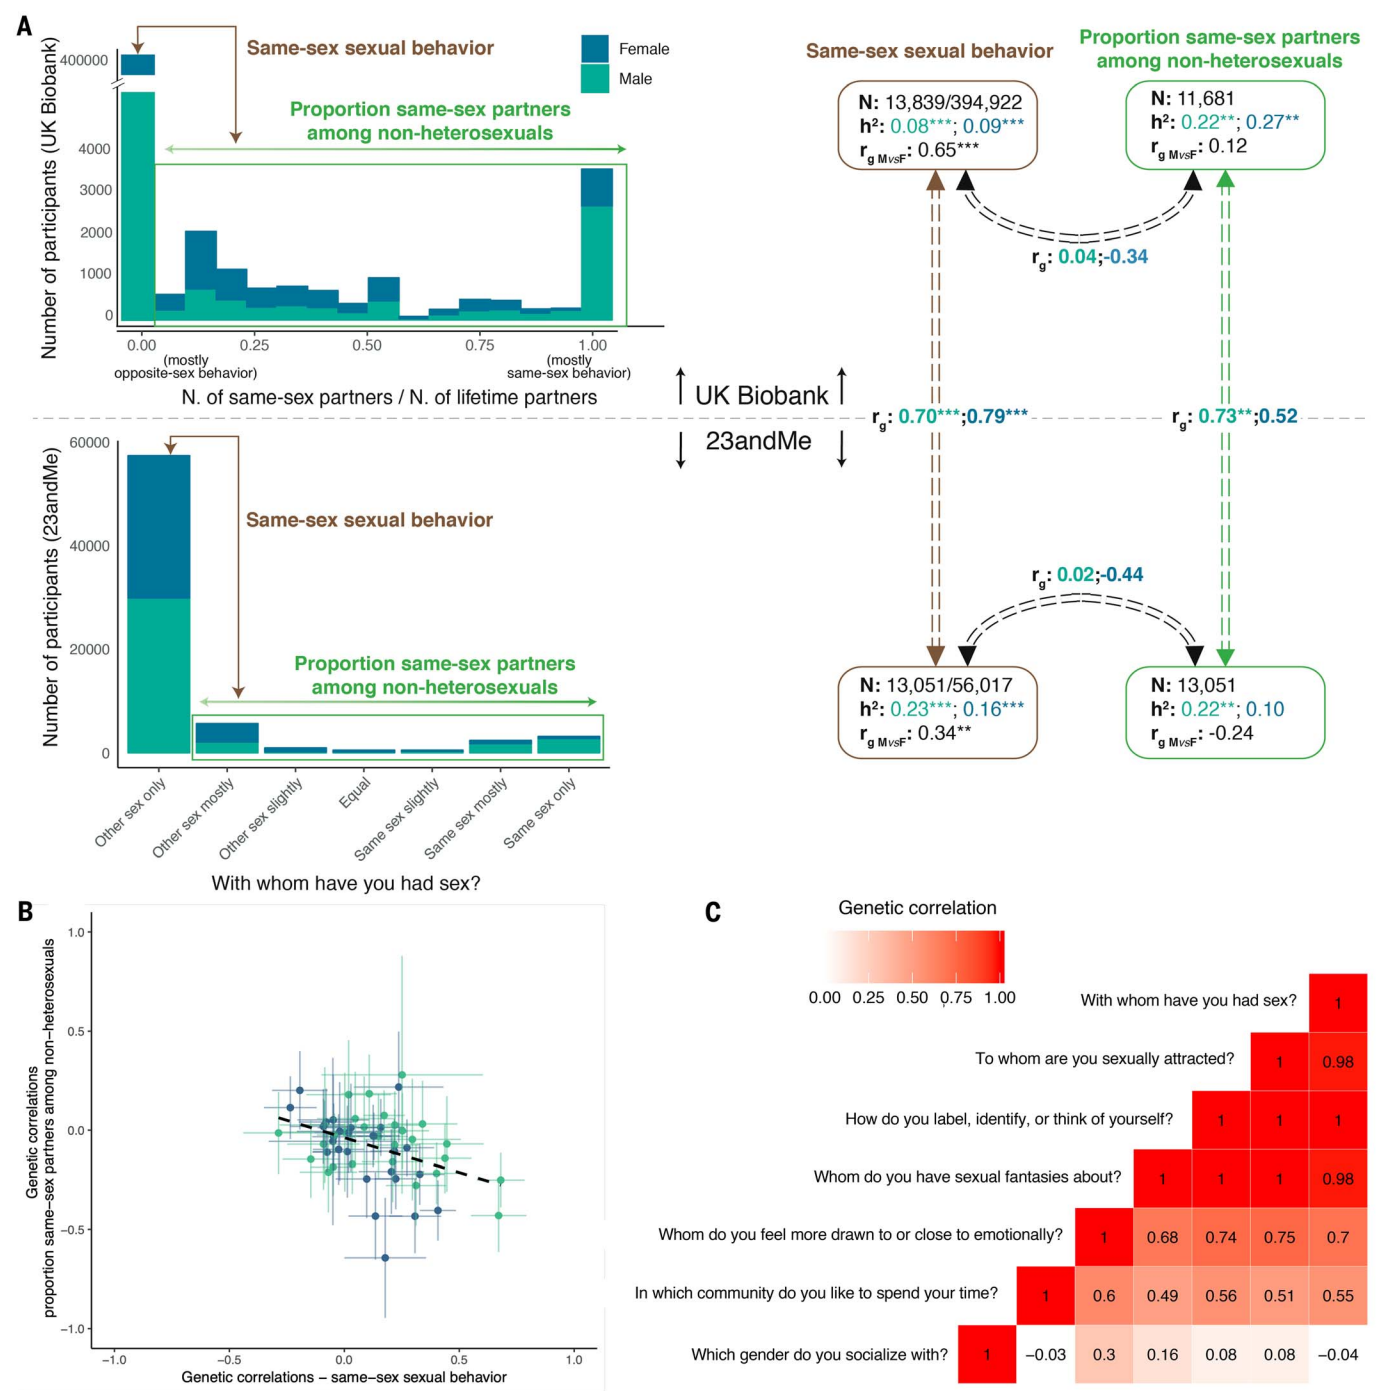 A
Number of participants (UK Biobank)
400000
4000
3000
2000
1000
0
Same-sex sexual behavior
Female
Male
Proportion same-sex partners
among non-heterosexuals
0.00
0.25
0.50
0.75
1.00
(mostly
opposite-sex behavior)
(mostly
same-sex behavior)
N. of same-sex partners / N. of lifetime partners
Same-sex sexual behavior
Proportion same-sex partners
among non-heterosexuals
N: 13,839/394,922
h²: 0.08***; 0.09***
rg MvsF: 0.65***
N: 11,681
h²: 0.22**; 0.27**
rg MvsF: 0.12
rg: 0.04;-0.34
UK Biobank
23andMe
rg: 0.70***;0.79***
rg: 0.73**;0.52
Number of participants (23andMe)
60000
40000
20000
0
Same-sex sexual behavior
Proportion same-sex partners
among non-heterosexuals
Other sex only
Other sex mostly
Other sex slightly
Equal
Same sex slightly
Same sex mostly
Same sex only
With whom have you had sex?
rg: 0.02;-0.44
N: 13,051/56,017
h²: 0.23***; 0.16***
rg MvsF: 0.34**
N: 13,051
h²: 0.22**; 0.10
rg MvsF: -0.24
B
Genetic correlations
proportion same−sex partners among non−heterosexuals
1.0
0.5
0.0
−0.5
−1.0
−1.0
−0.5
0.0
0.5
1.0
Genetic correlations − same−sex sexual behavior
C
Genetic correlation
0.00 0.25 0.50 0.75 1.00
With whom have you had sex? 1
To whom are you sexually attracted? 1 0.98
How do you label, identify, or think of yourself? 1 1 1
Whom do you have sexual fantasies about? 1 1 1 0.98
Whom do you feel more drawn to or close to emotionally? 1 0.68 0.74 0.75 0.7
In which community do you like to spend your time? 1 0.6 0.49 0.56 0.51 0.55
Which gender do you socialize with? 1 −0.03 0.3 0.16 0.08 0.08 −0.04